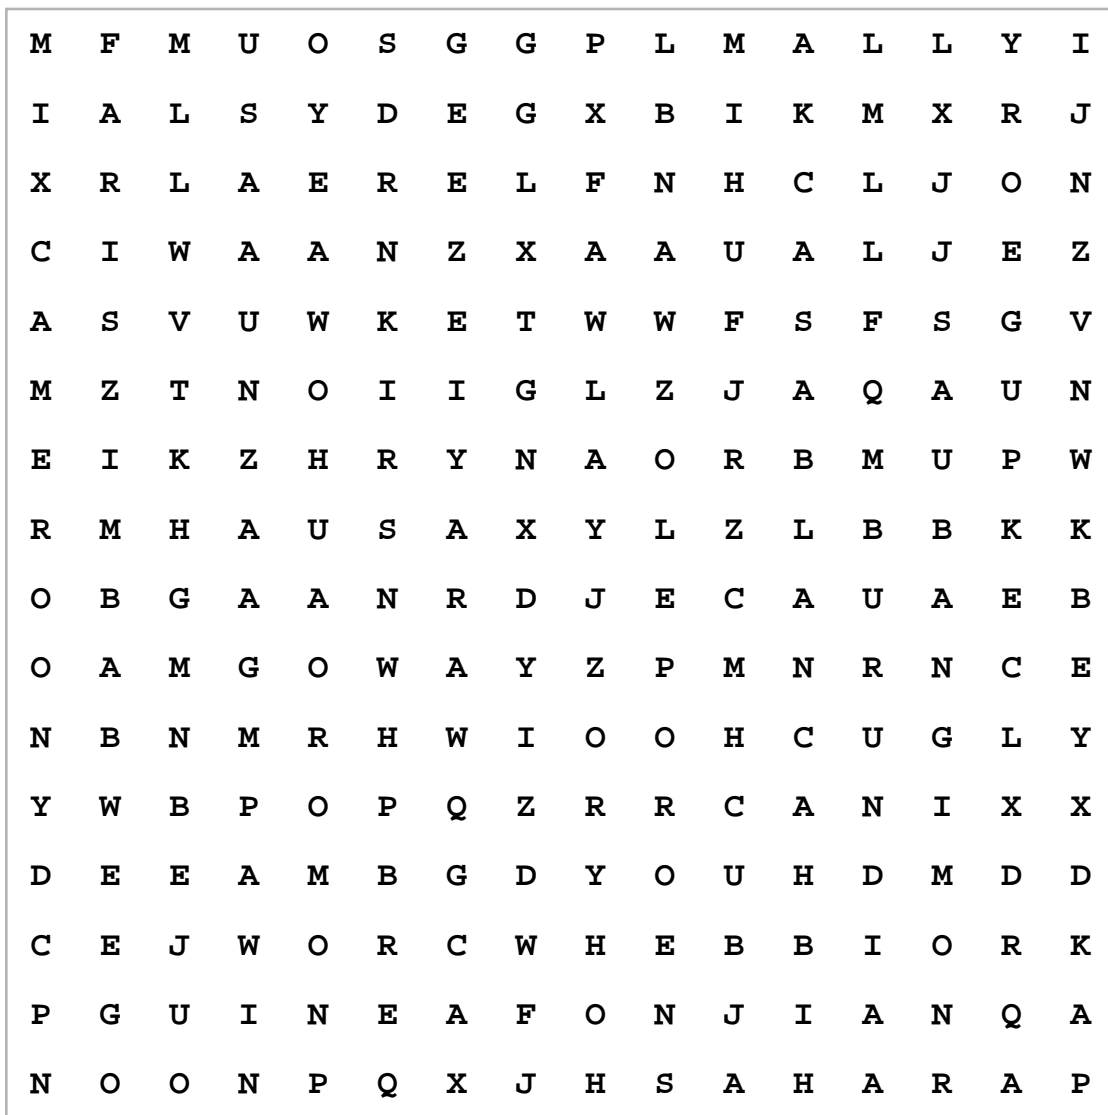 M F M U O S G G P L M A L L Y I
I A L S Y D E G X B I K M X R J
X R L A E R E L F N H C L J O N
C I W A A N Z X A A U A L J E Z
A S V U W K E T W W F S F S G V
M Z T N O I I G L Z J A Q A U N
E I K Z H R Y N A O R B M U P W
R M H A U S A X Y L Z L B B K K
O B G A A N R D J E C A U A E B
O A M G O W A Y Z P M N R N C E
N B N M R H W I O O H C U G L Y
Y W B P O P Q Z R R C A N I X X
D E E A M B G D Y O U H D M D D
C E J W O R C W H E B B I O R K
P G U I N E A F O N J I A N Q A
N O O N P Q X J H S A H A R A P